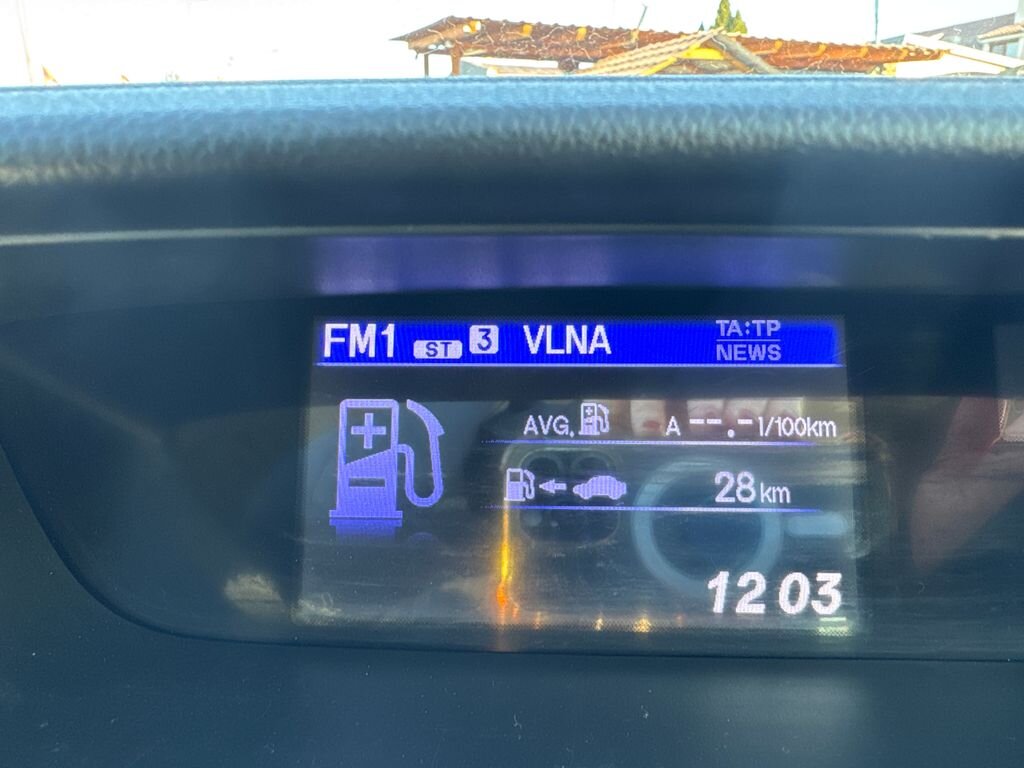 FM1 ST 3 VLNA TA:TP
NEWS
AVG. A --.- l/100km
28 km
12 03